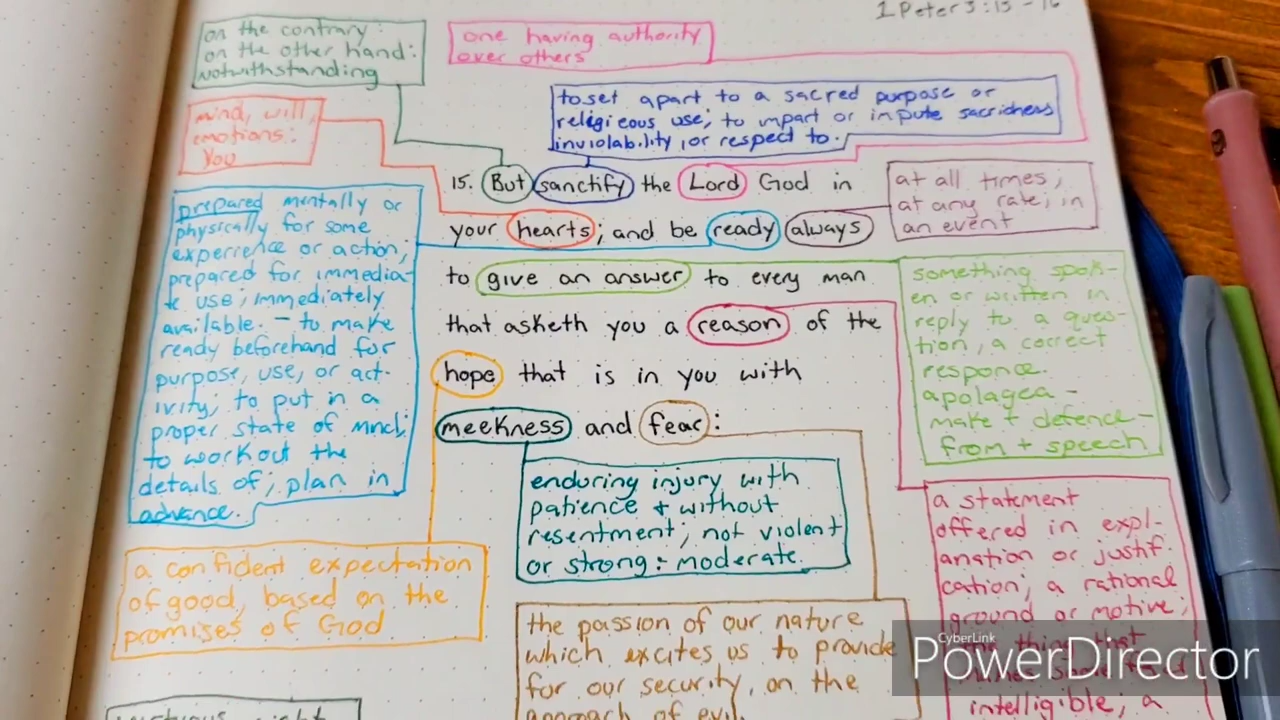 1 Peter 3:15 - 16
on the contrary:
on the other hand:
notwithstanding
one having authority
over others
mind, will,
emotions:
you
to set apart to a sacred purpose or
religieous use; to impart or impute sacridness
inviolability, or respect to.
15. But sanctify the Lord God in
your hearts; and be ready always
to give an answer to every man
that asketh you a reason of the
hope that is in you with
meekness and fear:
at all times,
at any rate, in
an event
prepared mentally or
physically for some
experience or action,
prepared for immedia-
te use; immediately
available. - to make
ready beforehand for
purpose, use, or act-
ivity; to put in a
proper state of mind;
to work out the
details of; plan in
advance.
something spok-
en or written in
reply to a ques-
tion, a correct
responce.
apolagea -
make a defence -
from + speech
a confident expectation
of good, based on the
promises of God
enduring injury with
patience + without
resentment; not violent
or strong: moderate.
the passion of our nature
which excites us to provide
for our security, on the
approach of evil.
a statement
offered in expl-
anation or justif
cation; a rational
ground or motive;
the thing that
intelligible; a
CyberLink
PowerDirector